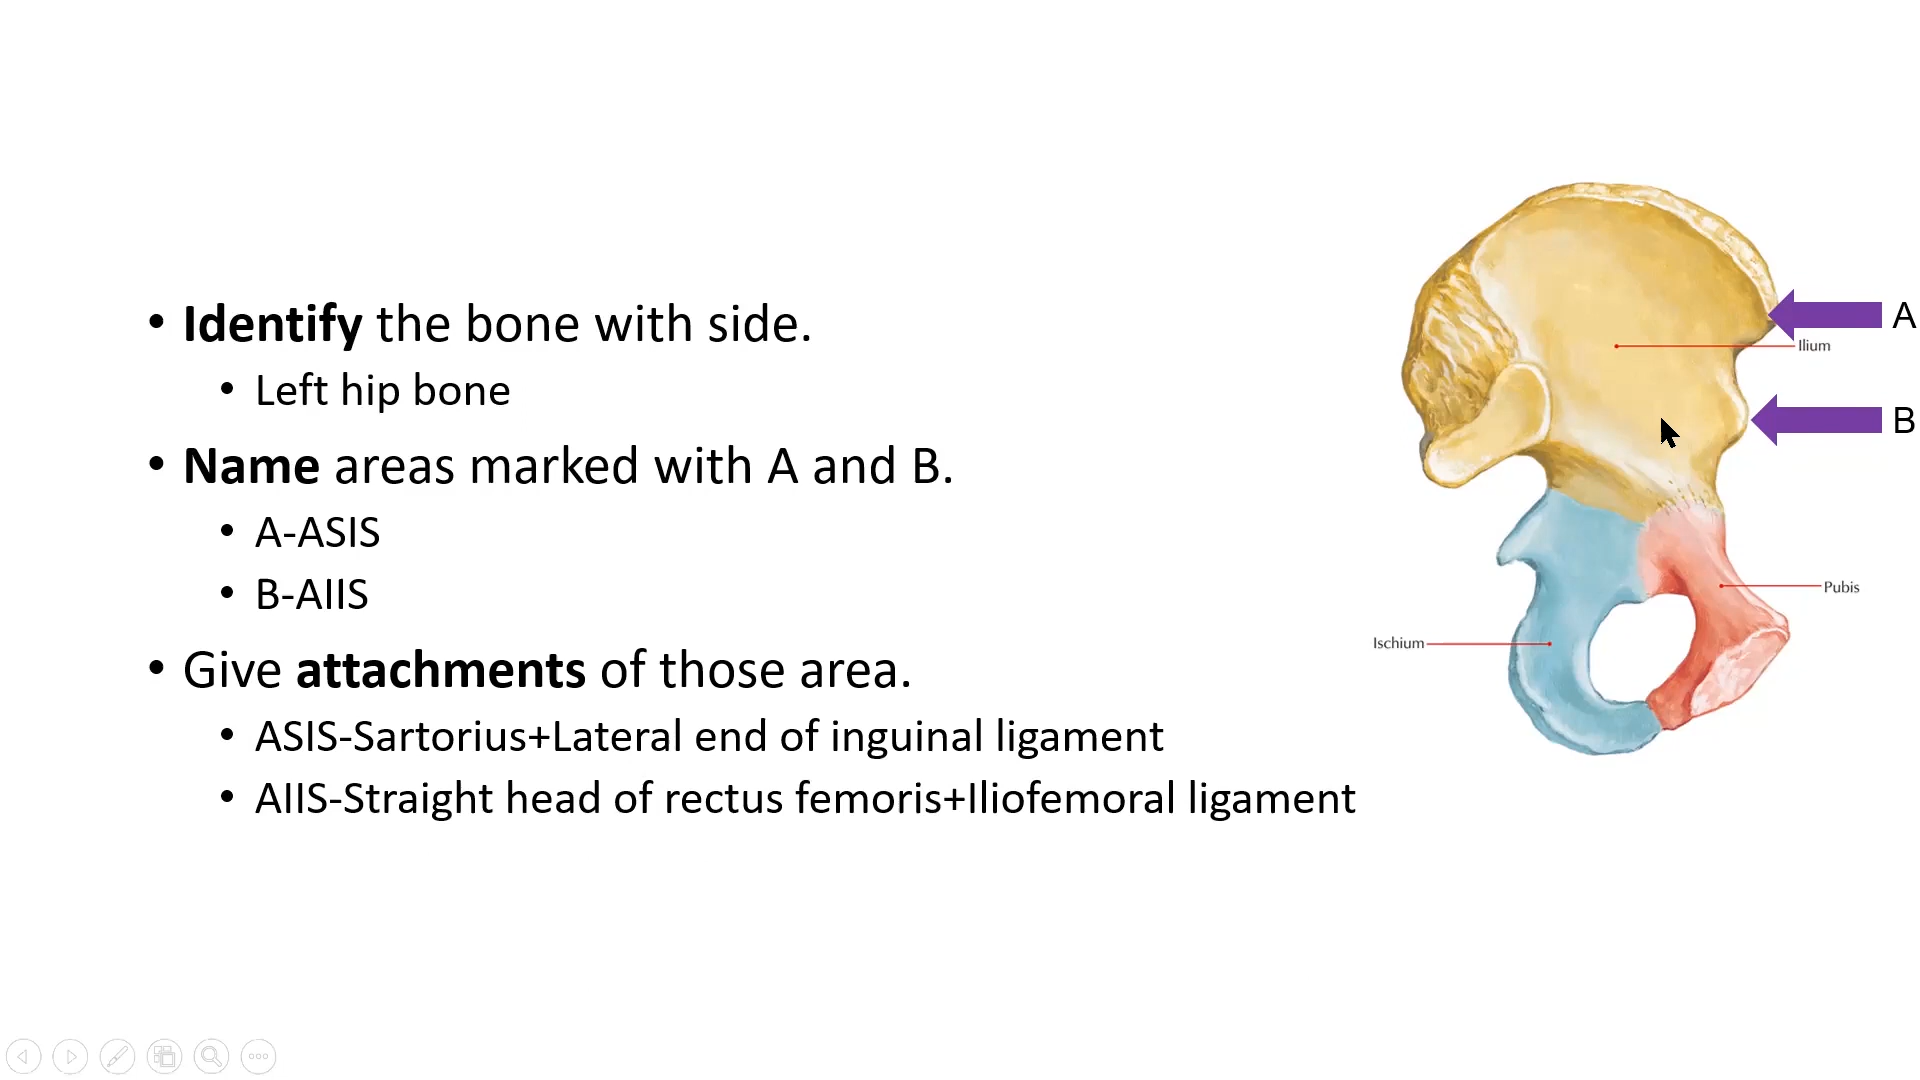 • Identify the bone with side.
• Left hip bone
• Name areas marked with A and B.
• A-ASIS
• B-AIIS
• Give attachments of those area.
• ASIS-Sartorius+Lateral end of inguinal ligament
• AIIS-Straight head of rectus femoris+Iliofemoral ligament
A
Ilium
B
Pubis
Ischium